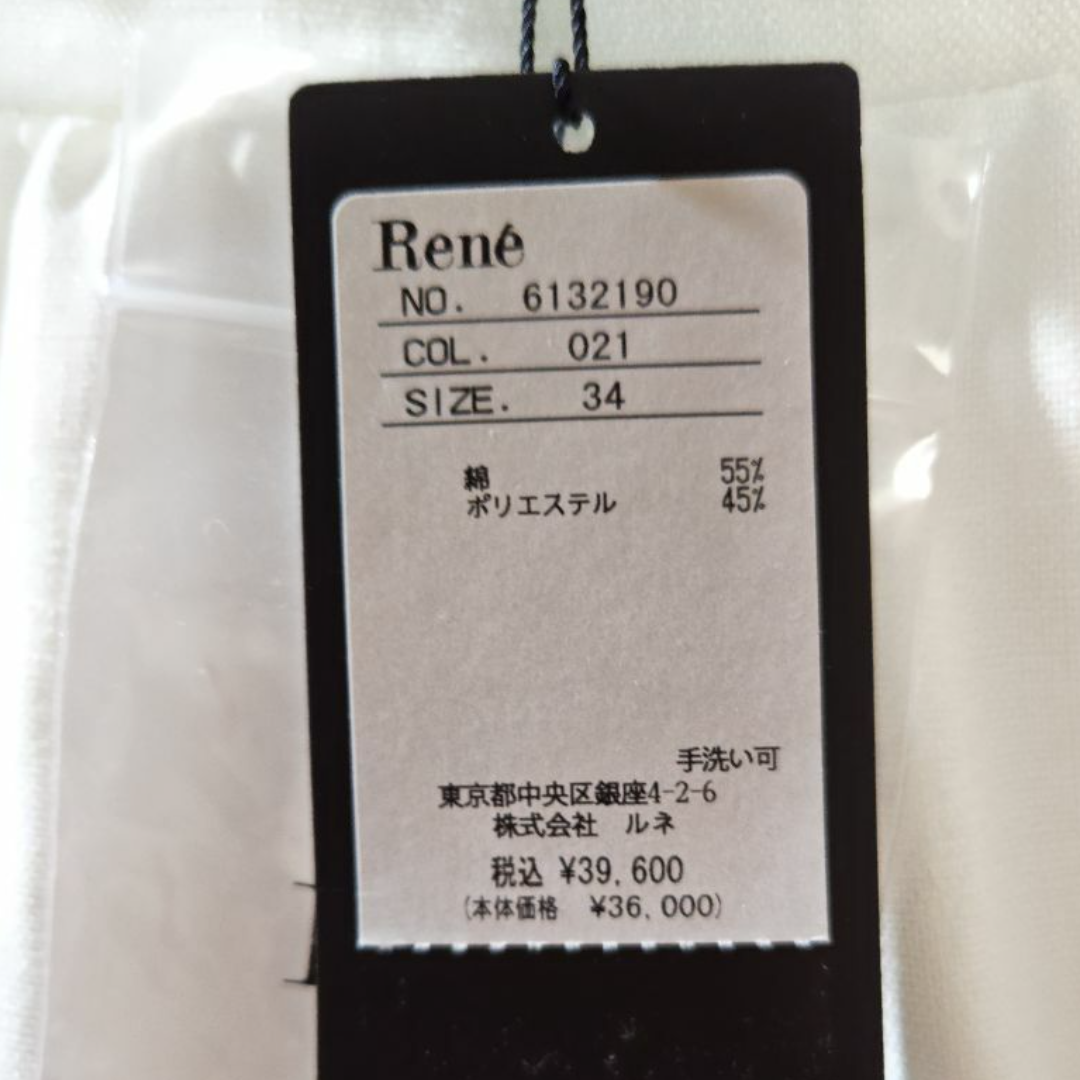 René
NO. 6132190
COL. 021
SIZE. 34
綿 55%
ポリエステル 45%
手洗い可
東京都中央区銀座4-2-6
株式会社 ルネ
税込 ¥39,600
(本体価格 ¥36,000)